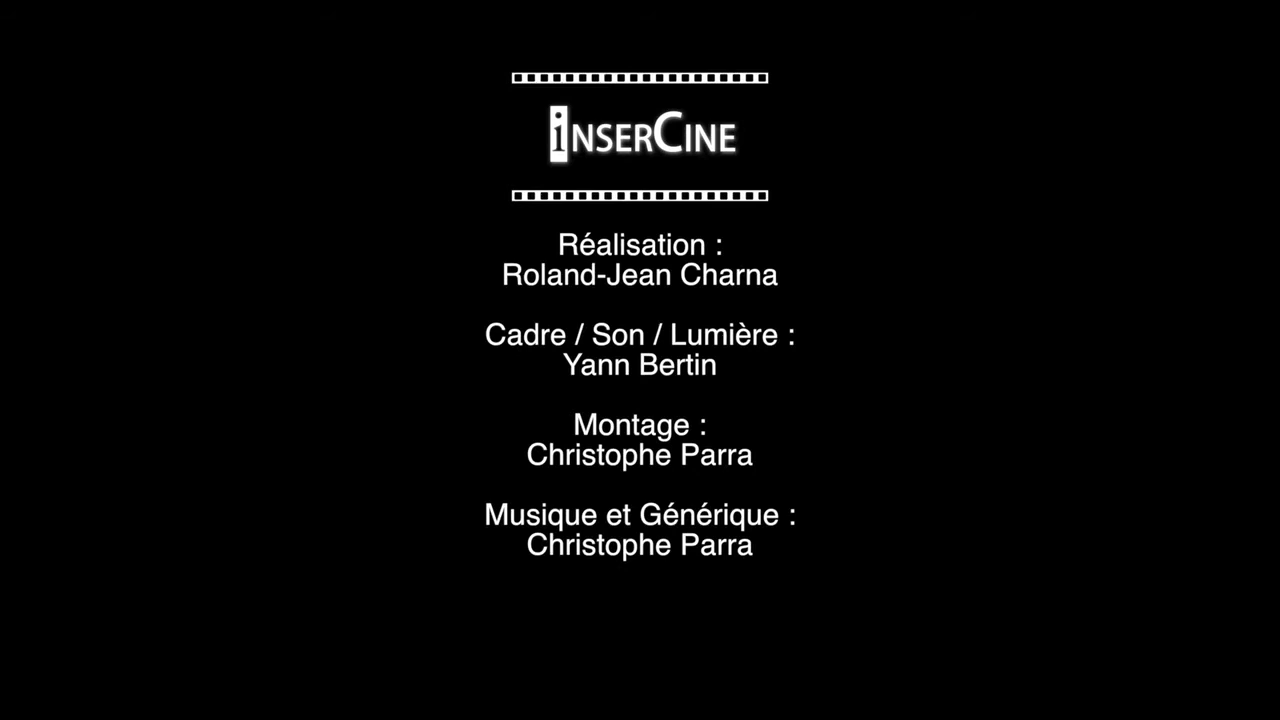 iNSERCINE
Réalisation :
Roland-Jean Charna
Cadre / Son / Lumière :
Yann Bertin
Montage :
Christophe Parra
Musique et Générique :
Christophe Parra